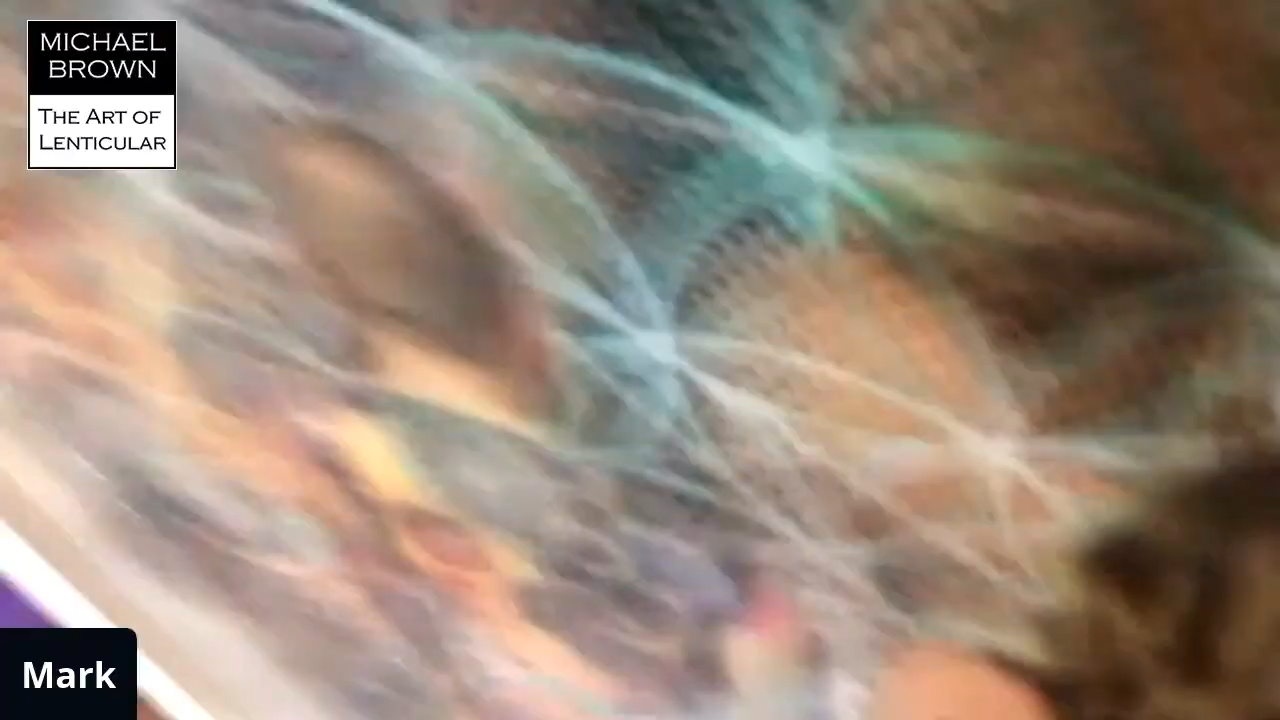 MICHAEL
BROWN
THE ART OF
LENTICULAR
Mark